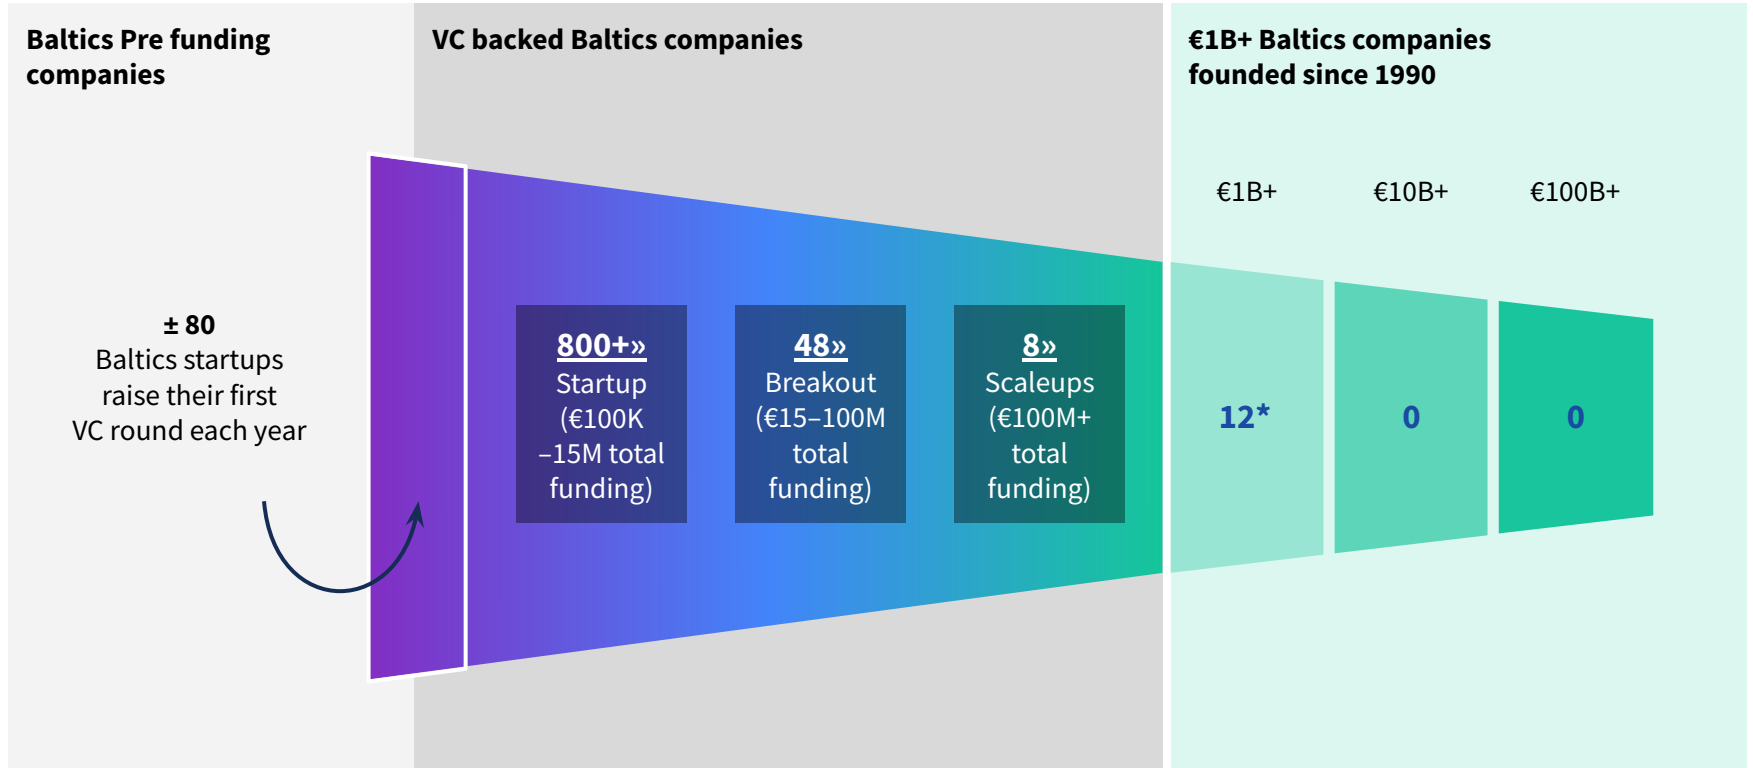 Baltics Pre funding
companies
VC backed Baltics companies
€1B+ Baltics companies
founded since 1990
± 80
Baltics startups
raise their first
VC round each year
800+»
Startup
(€100K
–15M total
funding)
48»
Breakout
(€15–100M
total
funding)
8»
Scaleups
(€100M+
total
funding)
€1B+
€10B+
€100B+
12*
0
0